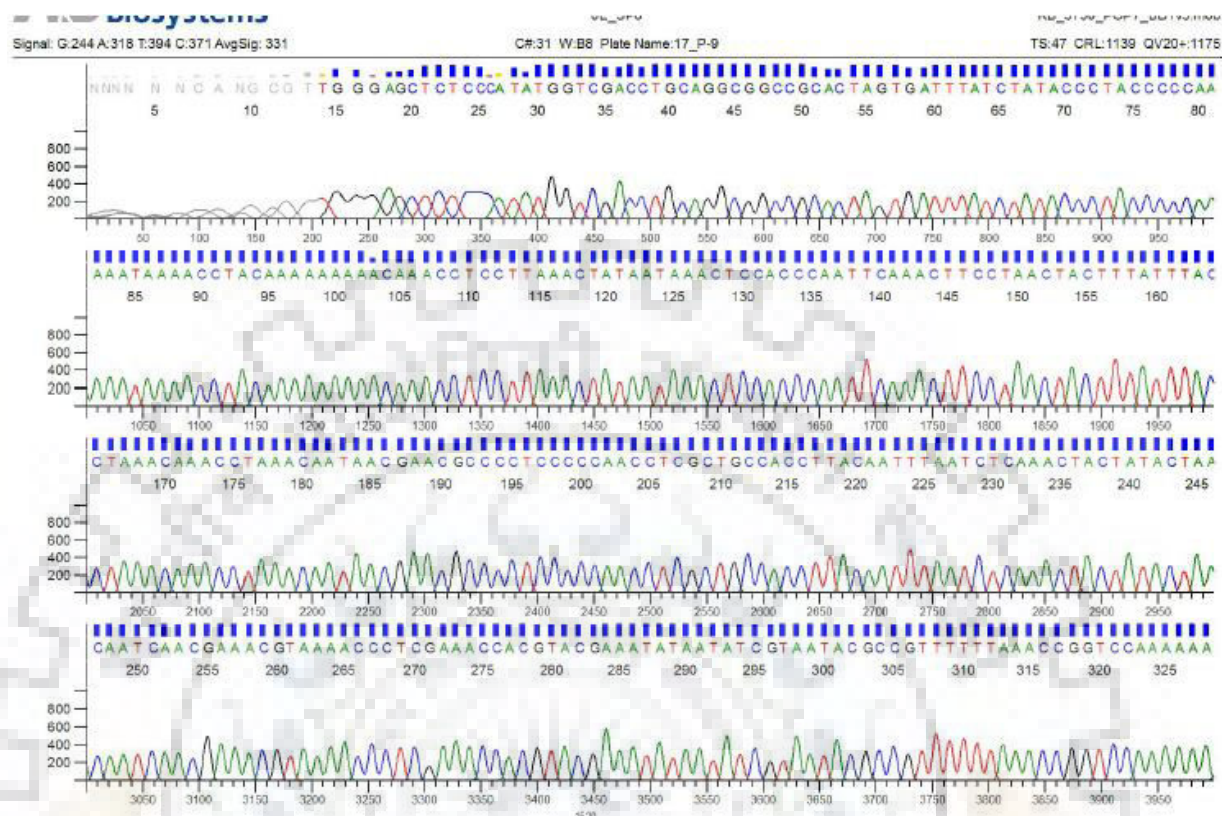 Biosystems
Signal: G:244 A:318 T:394 C:371 AvgSig: 331 C#:31 W:B8 Plate Name:17_P-9 TS:47 CRL:1139 QV20+:1175
NNNN N NCA NGCGTTGGGAGCTCTCCCATATGGTCGACCTGCAGGCGGCCGCACTAGTGATTTATCTATACCCTACCCCCAA
5 10 15 20 25 30 35 40 45 50 55 60 65 70 75 80
800
600
400
200
50 100 150 200 250 300 350 400 450 500 550 600 650 700 750 800 850 900 950
AAATAAAACCTACAAAAAAAAACAAACCTCCTTAAACTATAATAAACTCCACCCAATTCAAACTTCCTAACTACTTTATTTAC
85 90 95 100 105 110 115 120 125 130 135 140 145 150 155 160
800
600
400
200
1050 1100 1150 1200 1250 1300 1350 1400 1450 1500 1550 1600 1650 1700 1750 1800 1850 1900 1950
CTAAACAAACCTAAACAATAACGAACGCCCCTCCCCCAACCTCGCTGCCACCTTACAATTTAATCTCAAACTACTATACTAA
170 175 180 185 190 195 200 205 210 215 220 225 230 235 240 245
800
600
400
200
2050 2100 2150 2200 2250 2300 2350 2400 2450 2500 2550 2600 2650 2700 2750 2800 2850 2900 2950
CAATCAACGAAACGTAAAACCCTCGAAACCACGTACGAAATATAATATCGTAATACGCCGTTTTTTAAACCGGTCCAAAAAA
250 255 260 265 270 275 280 285 290 295 300 305 310 315 320 325
800
600
400
200
3050 3100 3150 3200 3250 3300 3350 3400 3450 3500 3550 3600 3650 3700 3750 3800 3850 3900 3950